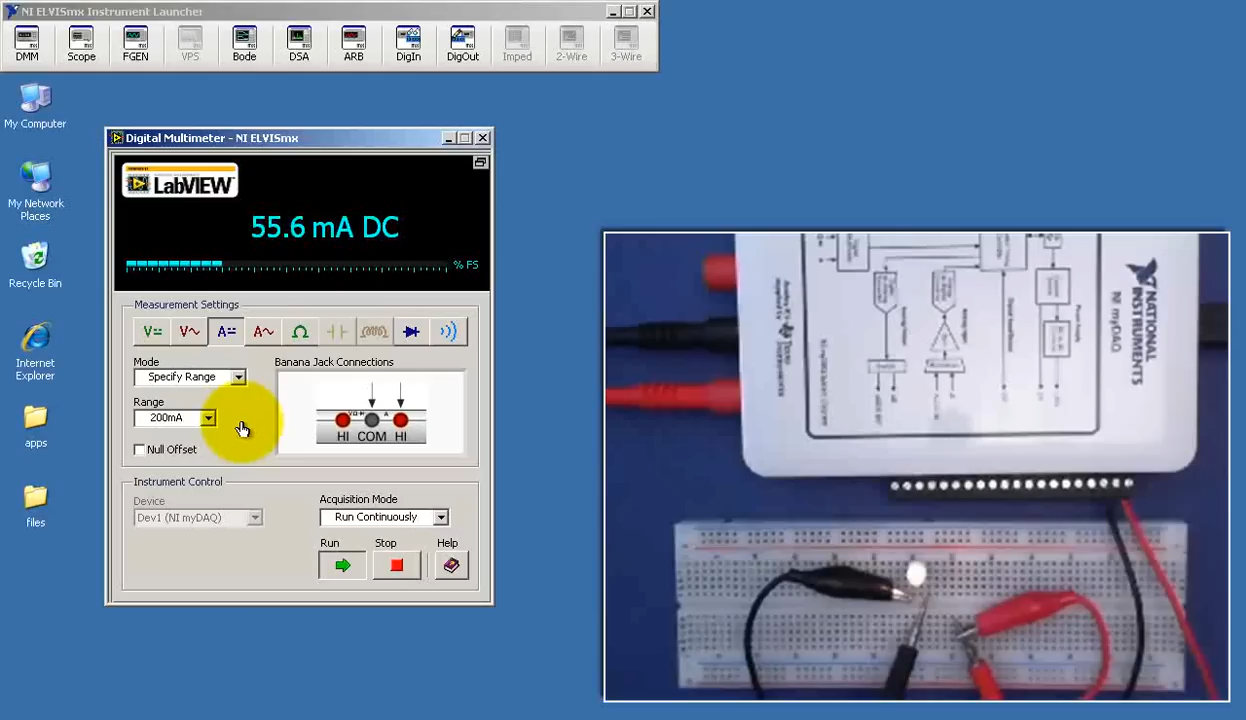 NI ELVISmx Instrument Launcher
DMM Scope FGEN VPS Bode DSA ARB DigIn DigOut Imped 2-Wire 3-Wire
My Computer
My Network
Places
Recycle Bin
Internet
Explorer
apps
files
Digital Multimeter - NI ELVISmx
LabVIEW
55.6 mA DC
% FS
Measurement Settings
V V A A Ω
Mode
Specify Range
Range
200mA
Null Offset
Banana Jack Connections
A
HI COM HI
Instrument Control
Device
Dev1 (NI myDAQ)
Acquisition Mode
Run Continuously
Run Stop Help
NATIONAL
INSTRUMENTS
NI myDAQ